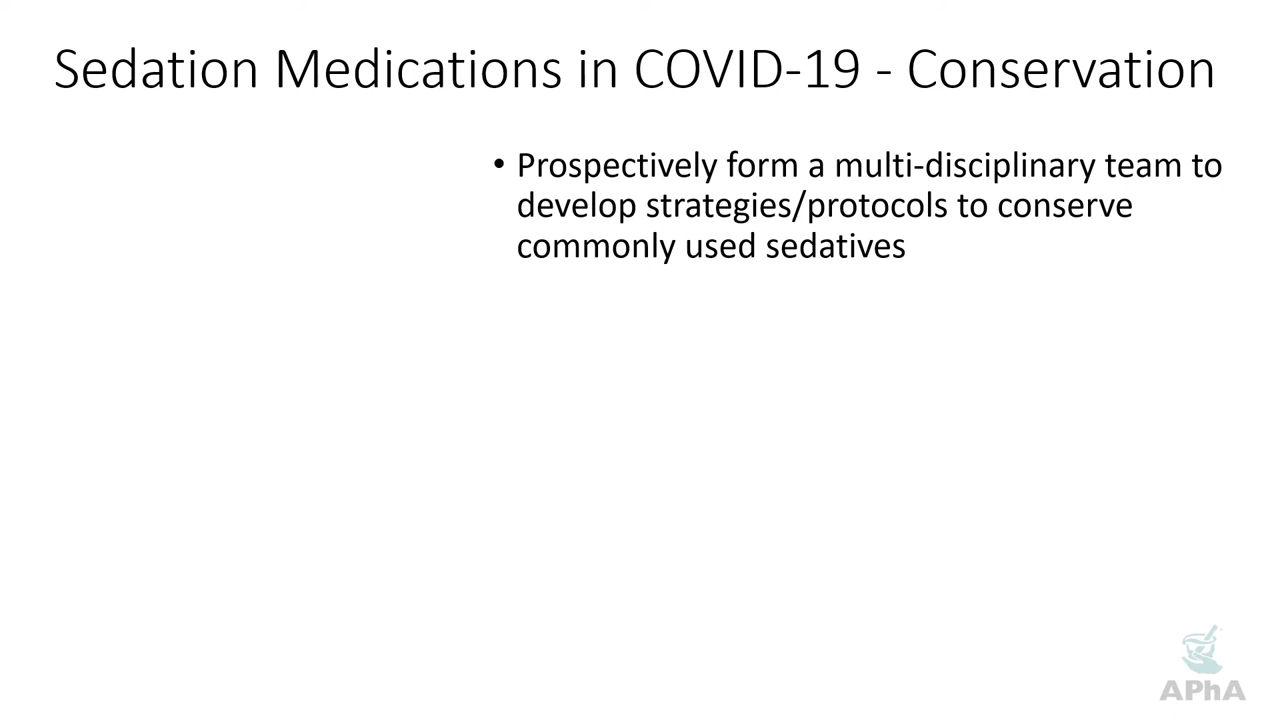 Sedation Medications in COVID-19 - Conservation
• Prospectively form a multi-disciplinary team to
develop strategies/protocols to conserve
commonly used sedatives
APhA